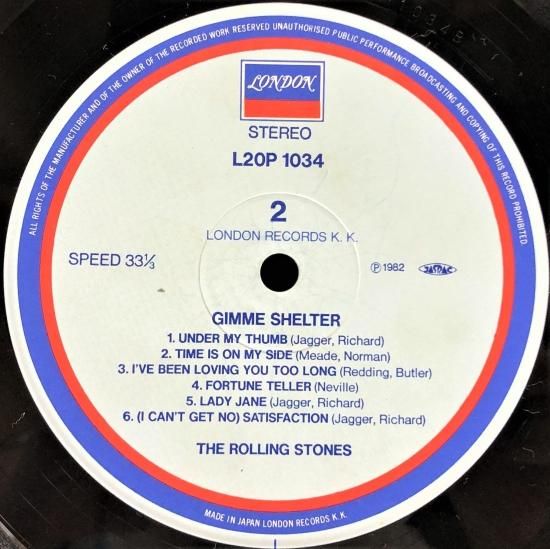 ALL RIGHTS OF THE MANUFACTURER AND OF THE OWNER OF THE RECORDED WORK RESERVED UNAUTHORISED PUBLIC PERFORMANCE BROADCASTING AND COPYING OF THIS RECORD PROHIBITED.
LONDON
STEREO
L20P 1034
2
LONDON RECORDS K. K.
SPEED 33⅓
Ⓟ 1982
JASRAC
GIMME SHELTER
1. UNDER MY THUMB (Jagger, Richard)
2. TIME IS ON MY SIDE (Meade, Norman)
3. I'VE BEEN LOVING YOU TOO LONG (Redding, Butler)
4. FORTUNE TELLER (Neville)
5. LADY JANE (Jagger, Richard)
6. (I CAN'T GET NO) SATISFACTION (Jagger, Richard)
THE ROLLING STONES
MADE IN JAPAN LONDON RECORDS K. K.